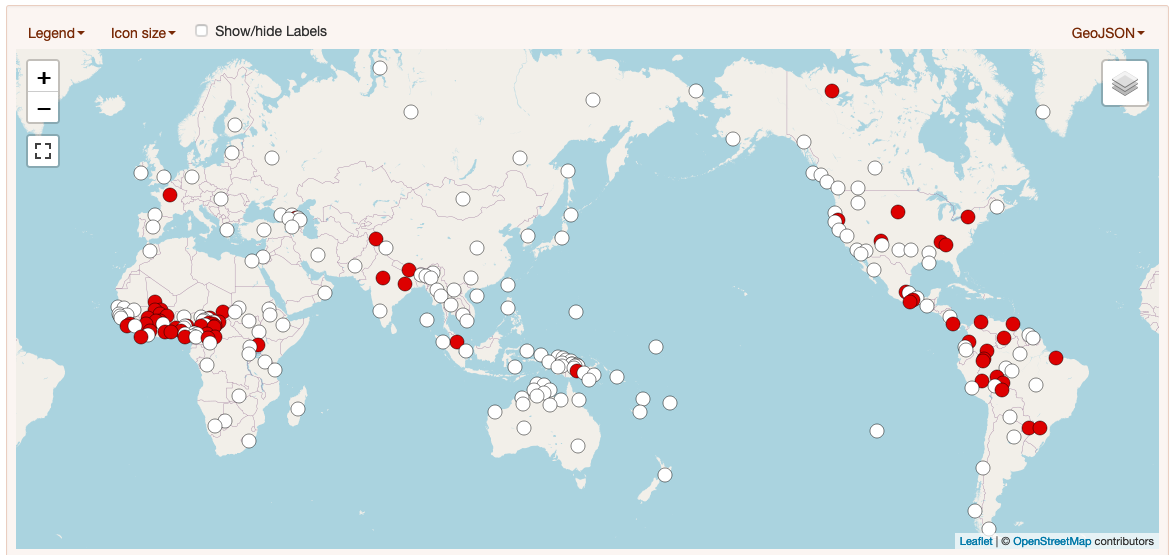 Legend Icon size Show/hide Labels GeoJSON
+
−
Leaflet | © OpenStreetMap contributors